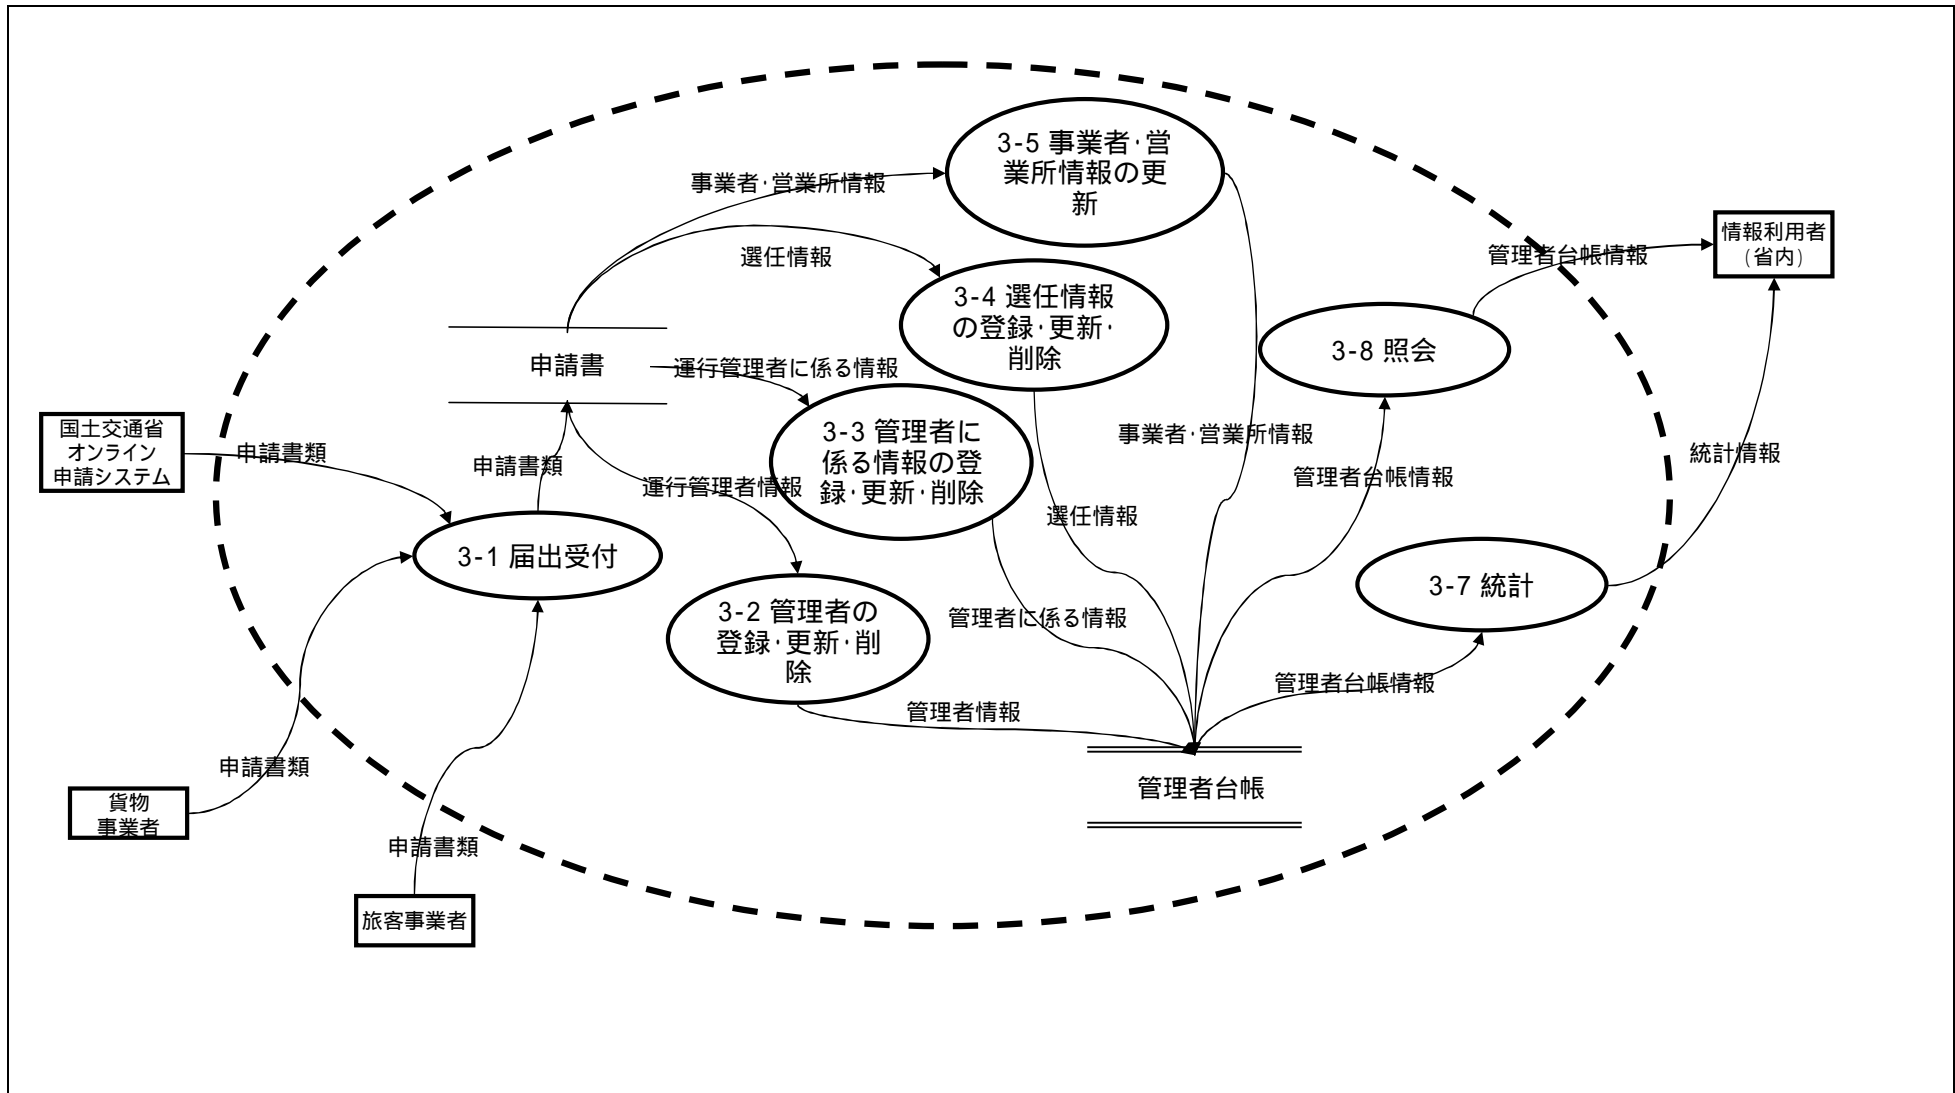 3-5 事業者･営
業所情報の更
新
事業者･営業所情報
選任情報
3-4 選任情報
の登録･更新･
削除
管理者台帳情報
情報利用者
(省内)
3-8 照会
申請書
運行管理者に係る情報
3-3 管理者に
係る情報の登
録･更新･削除
国土交通省
オンライン
申請システム
申請書類
申請書類
運行管理者情報
事業者･営業所情報
管理者台帳情報
統計情報
選任情報
3-1 届出受付
3-7 統計
3-2 管理者の
登録･更新･削
除
管理者に係る情報
管理者情報
管理者台帳情報
申請書類
管理者台帳
貨物
事業者
申請書類
旅客事業者